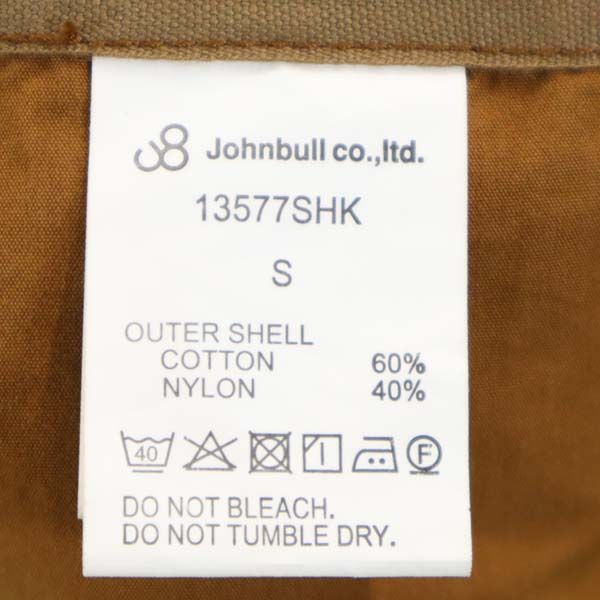 Johnbull co.,ltd.
13577SHK
S
OUTER SHELL
COTTON 60%
NYLON 40%
40 F
DO NOT BLEACH.
DO NOT TUMBLE DRY.